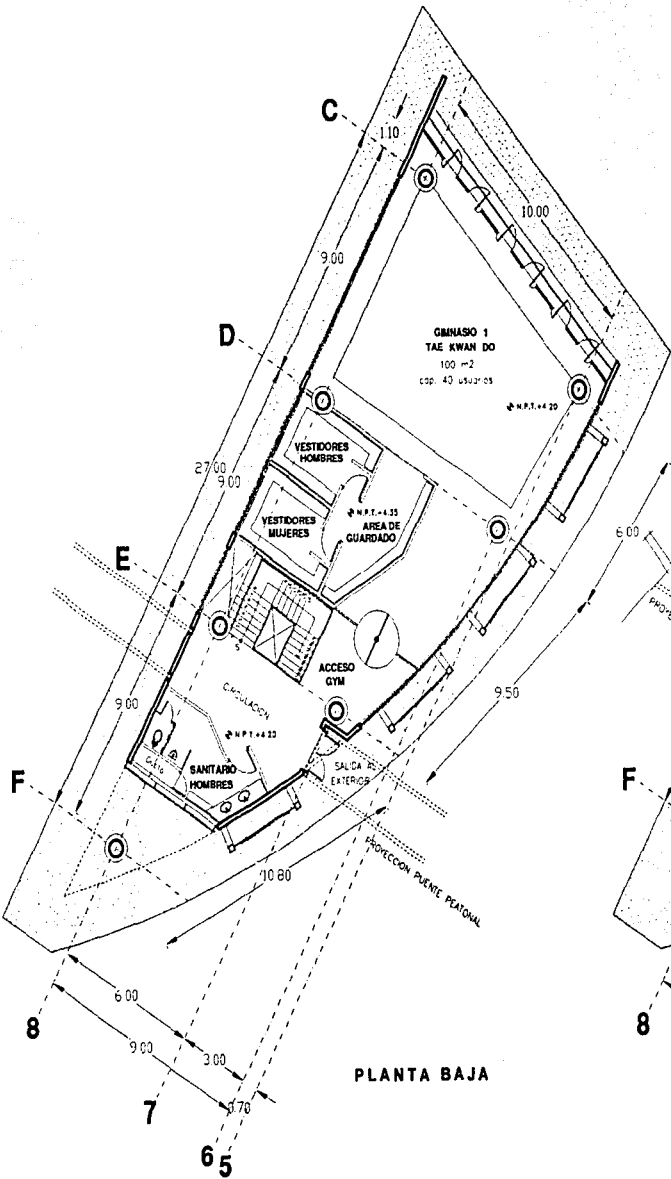 C
1.10
10.00
9.00
GIMNASIO 1
TAE KWAN DO
100 m2
cap. 40 usuarios
D
N.P.T.+4.20
VESTIDORES
HOMBRES
27.00
9.00
N.P.T.+4.35
AREA DE
GUARDADO
VESTIDORES
MUJERES
6.00
E
ACCESO
GYM
CIRCULACION
9.50
9.00
N.P.T.+4.20
SALIDA AL
EXTERIOR
SANITARIO
HOMBRES
DUCTO
F
F
PROYECCION PUENTE PEATONAL
10.80
6.00
9.00
3.00
0.70
8
7
6
5
8
PLANTA BAJA